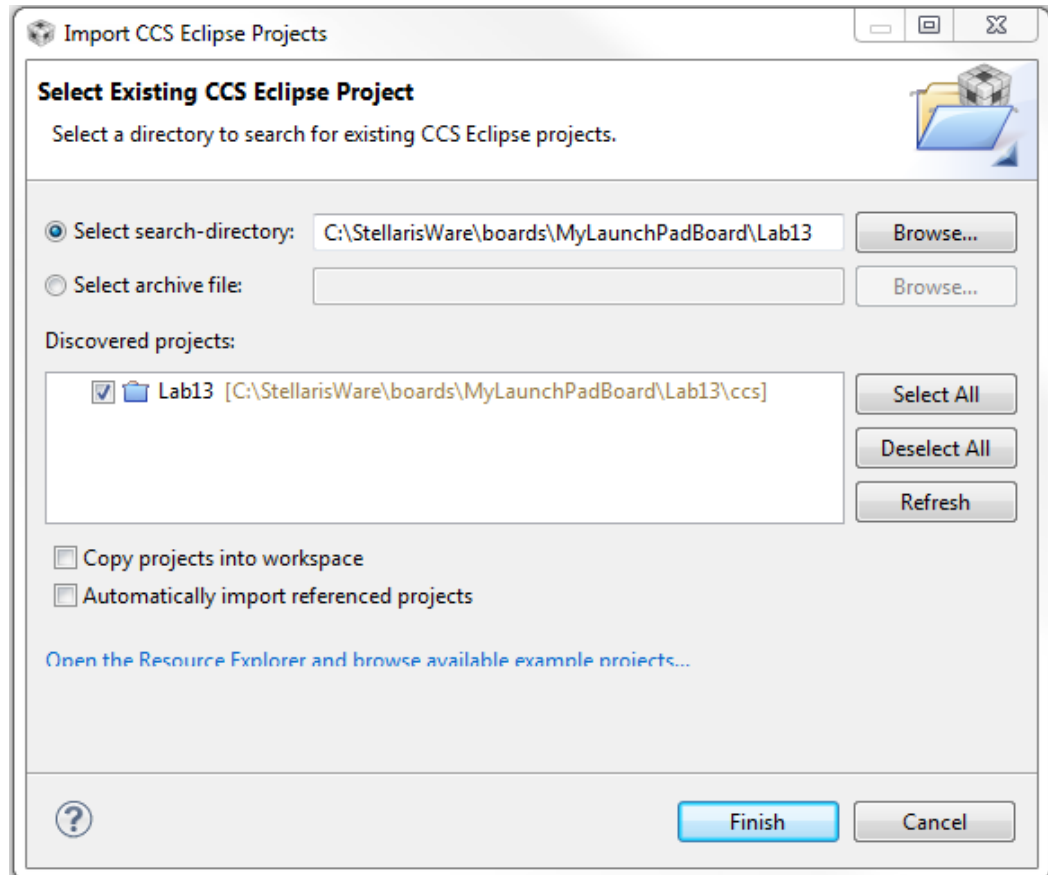 Import CCS Eclipse Projects
Select Existing CCS Eclipse Project
Select a directory to search for existing CCS Eclipse projects.
Select search-directory: C:\StellarisWare\boards\MyLaunchPadBoard\Lab13 Browse...
Select archive file: Browse...
Discovered projects:
Lab13 [C:\StellarisWare\boards\MyLaunchPadBoard\Lab13\ccs] Select All
Deselect All
Refresh
Copy projects into workspace
Automatically import referenced projects
Open the Resource Explorer and browse available example projects...
? Finish Cancel